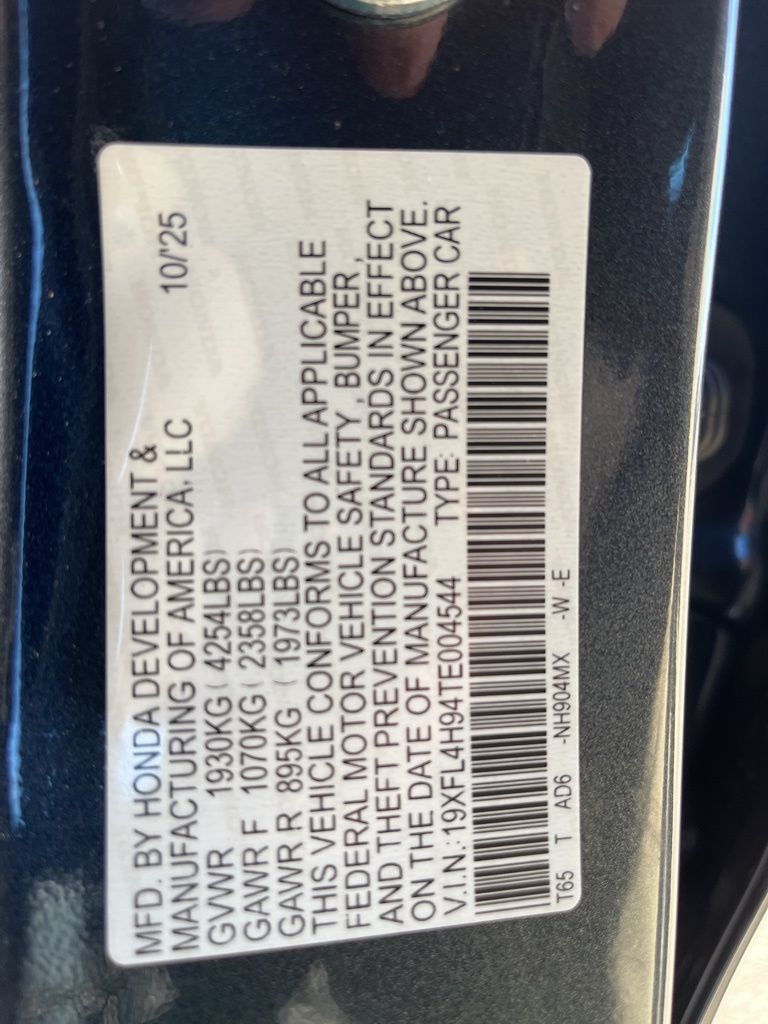 MFD. BY HONDA DEVELOPMENT &
MANUFACTURING OF AMERICA, LLC 10/'25
GVWR 1930KG ( 4254LBS)
GAWR F 1070KG ( 2358LBS)
GAWR R 895KG ( 1973LBS)
THIS VEHICLE CONFORMS TO ALL APPLICABLE
FEDERAL MOTOR VEHICLE SAFETY , BUMPER ,
AND THEFT PREVENTION STANDARDS IN EFFECT
ON THE DATE OF MANUFACTURE SHOWN ABOVE.
V.I.N.:19XFL4H94TE004544 TYPE: PASSENGER CAR
T65 T AD6 -NH904MX -W -E